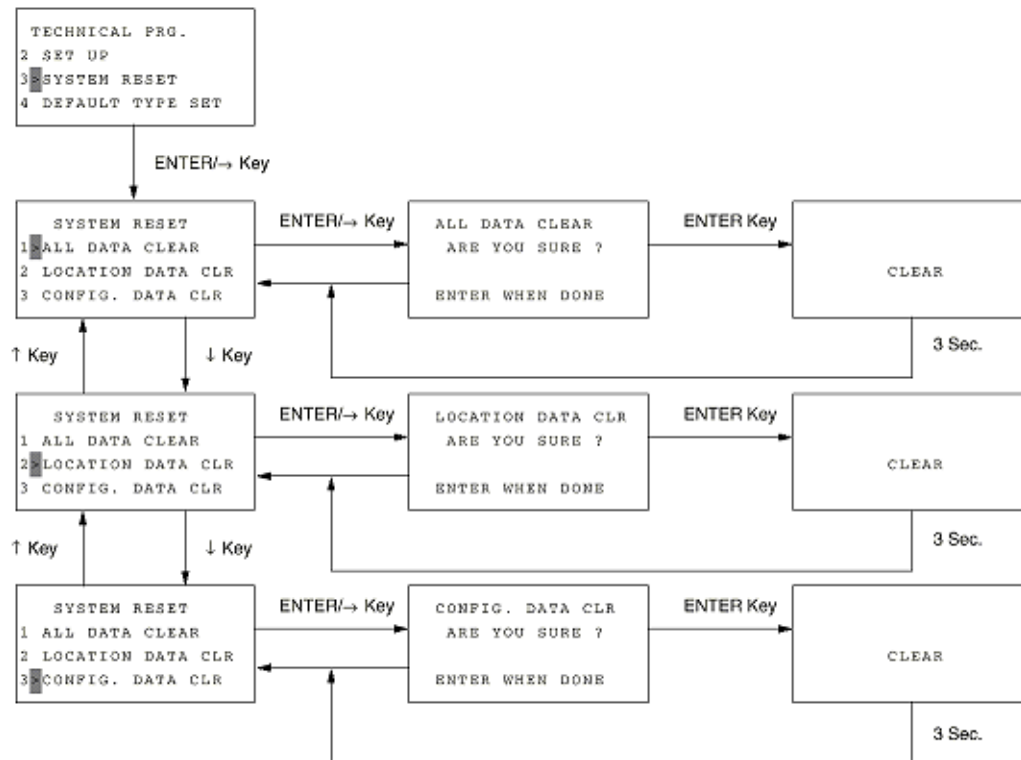 TECHNICAL PRG.
2 SET UP
3>SYSTEM RESET
4 DEFAULT TYPE SET
ENTER/→ Key
SYSTEM RESET
1>ALL DATA CLEAR
2 LOCATION DATA CLR
3 CONFIG. DATA CLR
ENTER/→ Key
ALL DATA CLEAR
ARE YOU SURE ?
ENTER WHEN DONE
ENTER Key
CLEAR
3 Sec.
↑ Key
↓ Key
SYSTEM RESET
1 ALL DATA CLEAR
2>LOCATION DATA CLR
3 CONFIG. DATA CLR
ENTER/→ Key
LOCATION DATA CLR
ARE YOU SURE ?
ENTER WHEN DONE
ENTER Key
CLEAR
3 Sec.
↑ Key
↓ Key
SYSTEM RESET
1 ALL DATA CLEAR
2 LOCATION DATA CLR
3>CONFIG. DATA CLR
ENTER/→ Key
CONFIG. DATA CLR
ARE YOU SURE ?
ENTER WHEN DONE
ENTER Key
CLEAR
3 Sec.